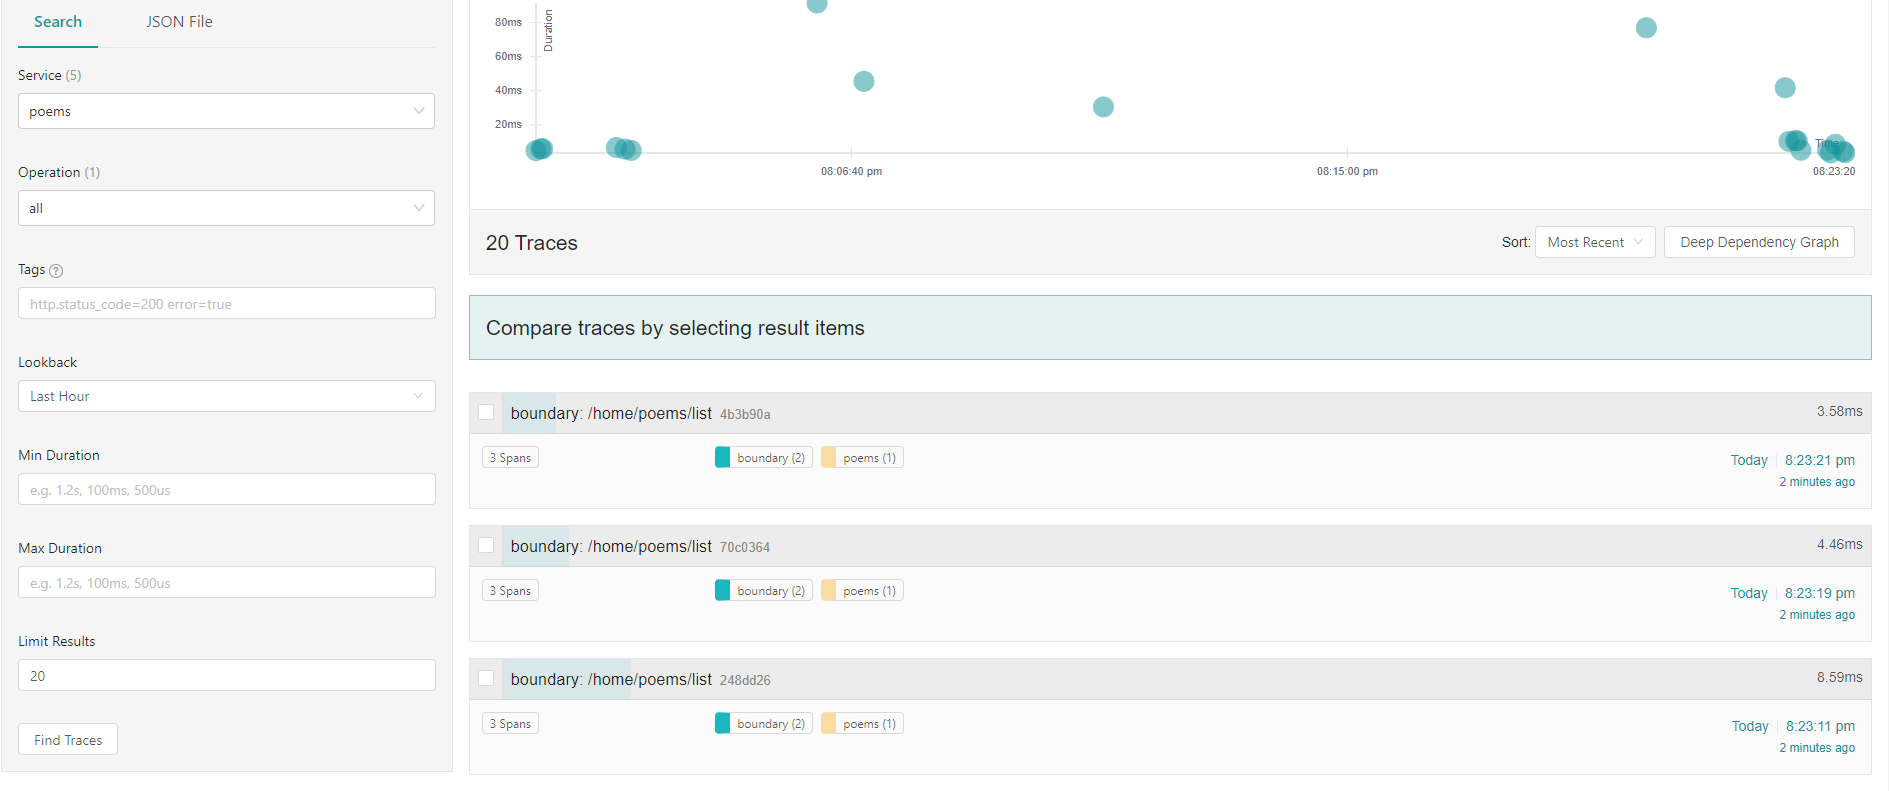 Search JSON File
Service (5)
poems
Operation (1)
all
Tags ?
http.status_code=200 error=true
Lookback
Last Hour
Min Duration
e.g. 1.2s, 100ms, 500us
Max Duration
e.g. 1.2s, 100ms, 500us
Limit Results
20
Find Traces
Duration
80ms
60ms
40ms
20ms
Time
08:06:40 pm 08:15:00 pm 08:23:20
20 Traces Sort: Most Recent Deep Dependency Graph
Compare traces by selecting result items
boundary: /home/poems/list 4b3b90a 3.58ms
3 Spans boundary (2) poems (1) Today 8:23:21 pm
2 minutes ago
boundary: /home/poems/list 70c0364 4.46ms
3 Spans boundary (2) poems (1) Today 8:23:19 pm
2 minutes ago
boundary: /home/poems/list 248dd26 8.59ms
3 Spans boundary (2) poems (1) Today 8:23:11 pm
2 minutes ago